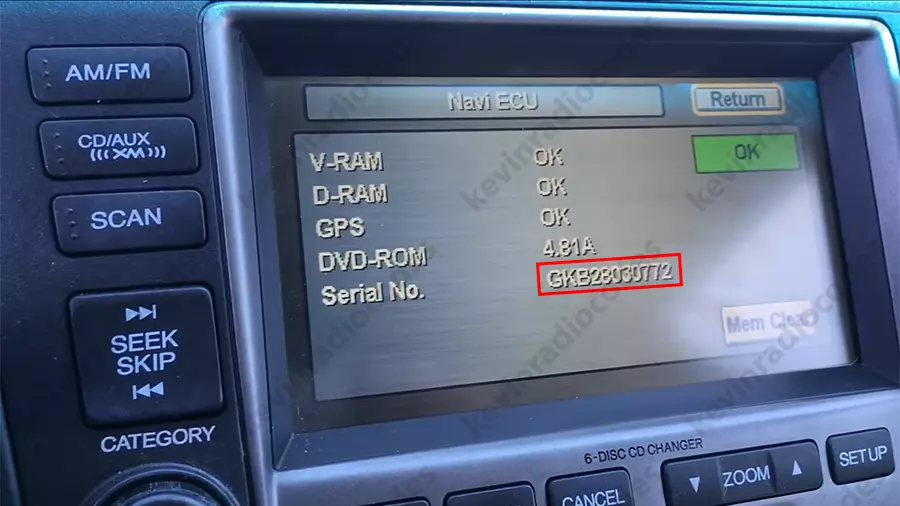 AM/FM
CD/AUX
(((XM)))
SCAN
SEEK
SKIP
CATEGORY
Navi ECU
Return
V-RAM OK
OK
D-RAM OK
GPS OK
DVD-ROM 4.81A
Serial No. GKB28030772
Mem Clear
6-DISC CD CHANGER
CANCEL
ZOOM
SET UP
kevinradiocodes